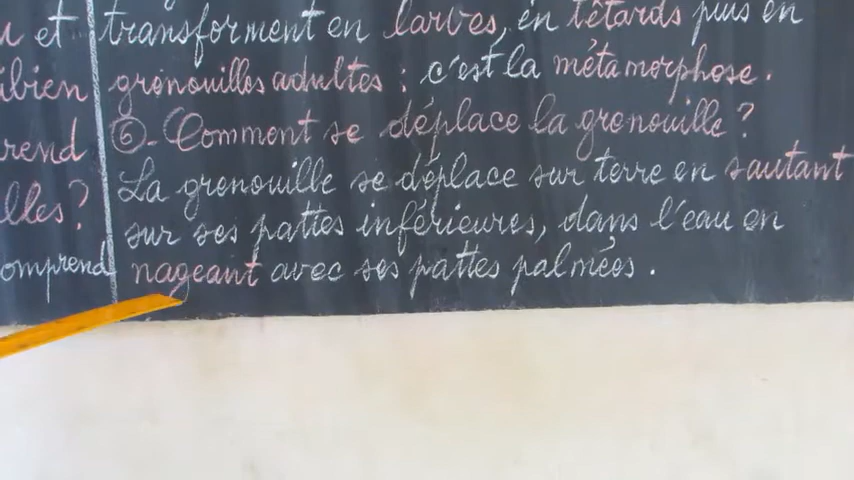 et
transforment en larves, en têtards puis en
ibien
grenouilles adultes : c'est la métamorphose.
rend
⑥. Comment se déplace la grenouille ?
lles ?
La grenouille se déplace sur terre en sautant
sur ses pattes inférieures, dans l'eau en
omprend
nageant avec ses pattes palmées.